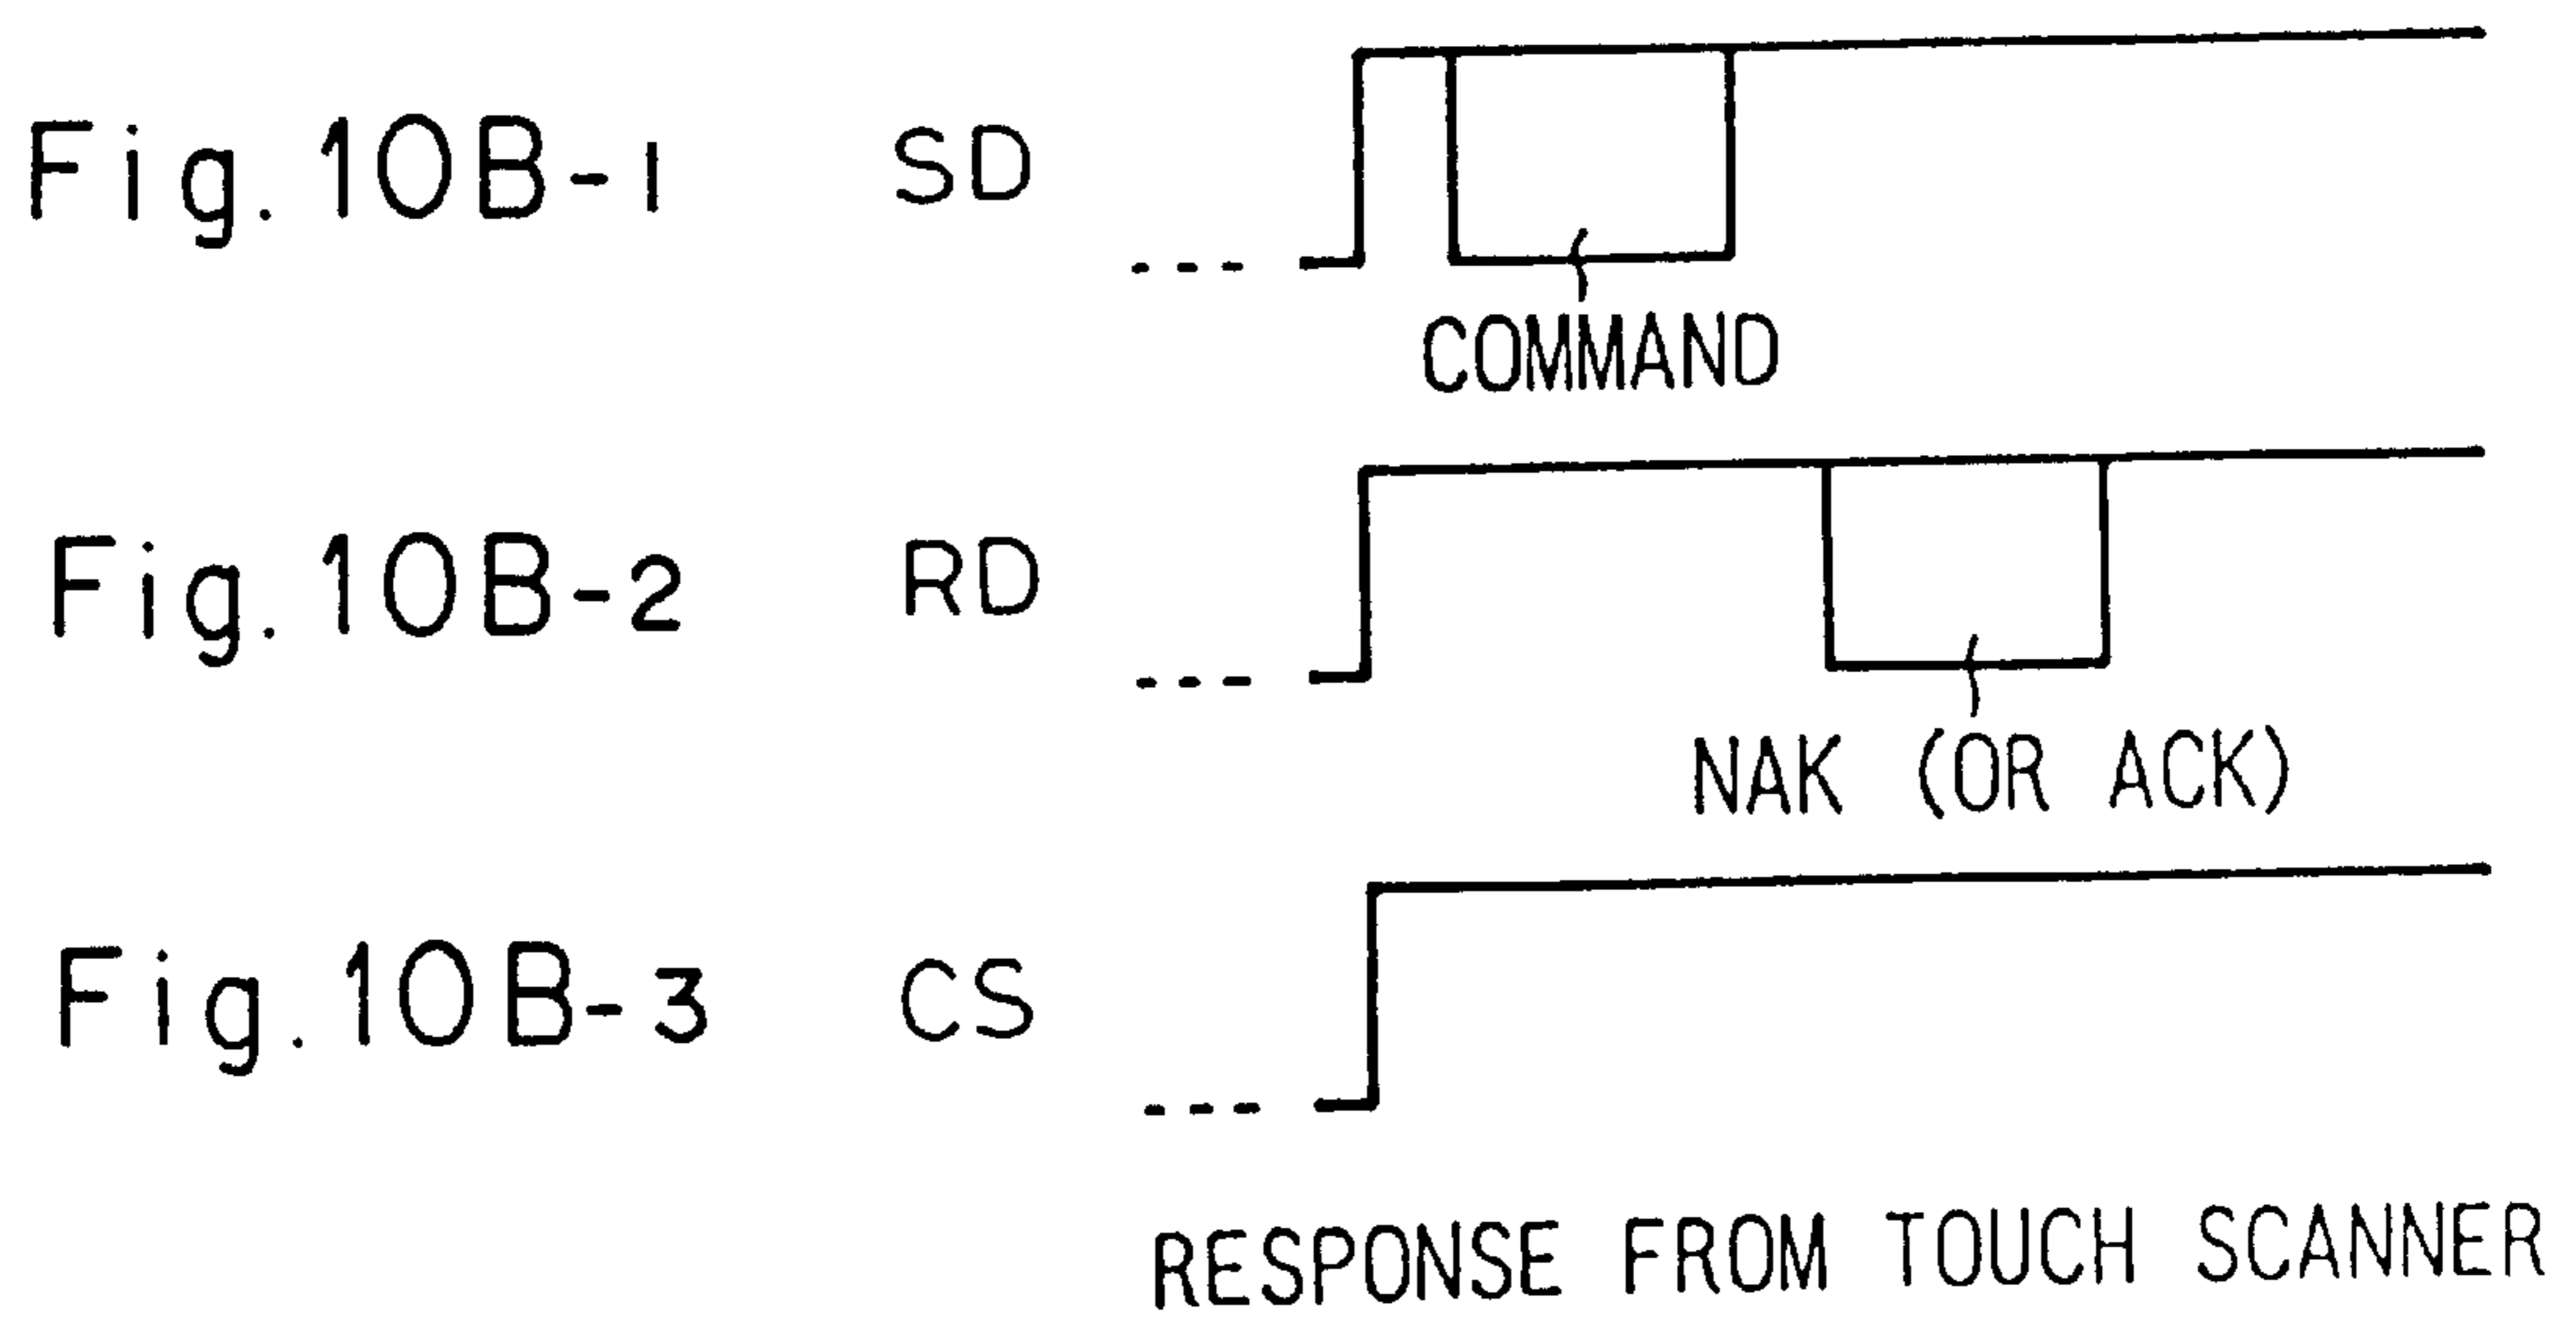 Fig. 10B-1 SD
COMMAND
Fig. 10B-2 RD
NAK (OR ACK)
Fig. 10B-3 CS
RESPONSE FROM TOUCH SCANNER